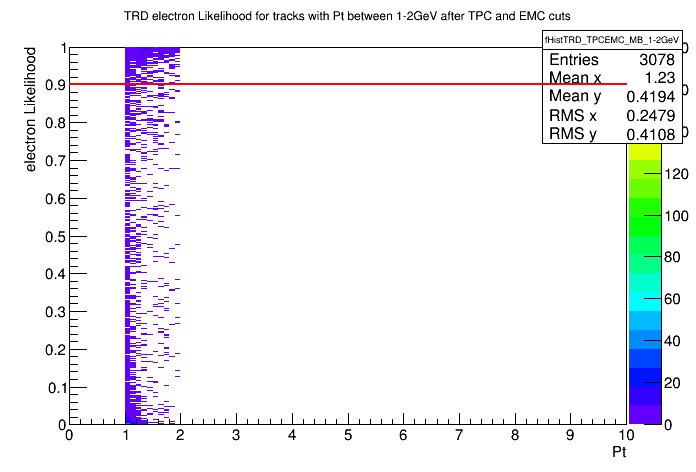 TRD electron Likelihood for tracks with Pt between 1-2GeV after TPC and EMC cuts
fHistTRD_TPCEMC_MB_1-2GeV
Entries 3078
Mean x 1.23
Mean y 0.4194
RMS x 0.2479
RMS y 0.4108
electron Likelihood
1
0.9
0.8
0.7
0.6
0.5
0.4
0.3
0.2
0.1
0
0 1 2 3 4 5 6 7 8 9 10
Pt
120
100
80
60
40
20
0